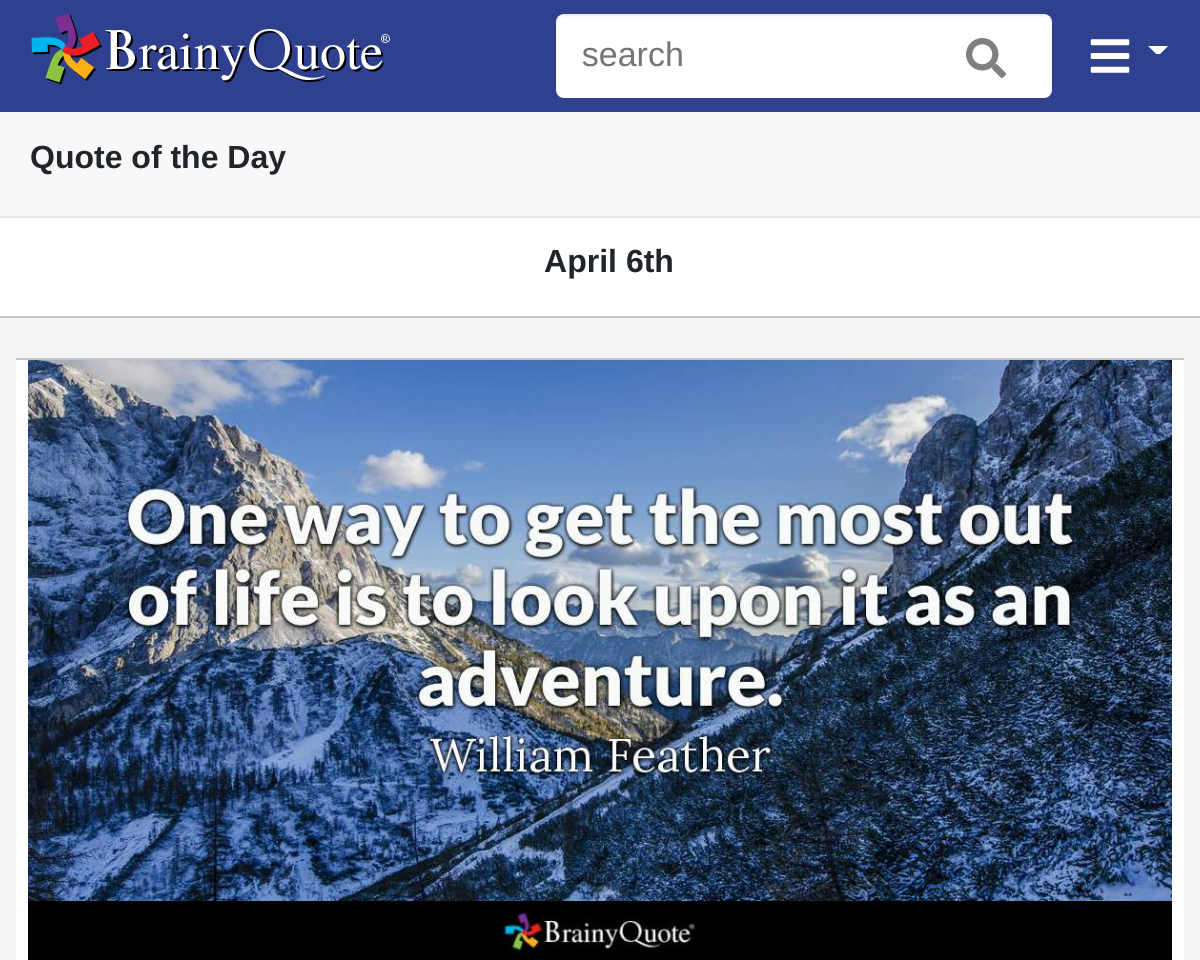 BrainyQuote®
search
Quote of the Day
April 6th
One way to get the most out
of life is to look upon it as an
adventure.
William Feather
BrainyQuote®